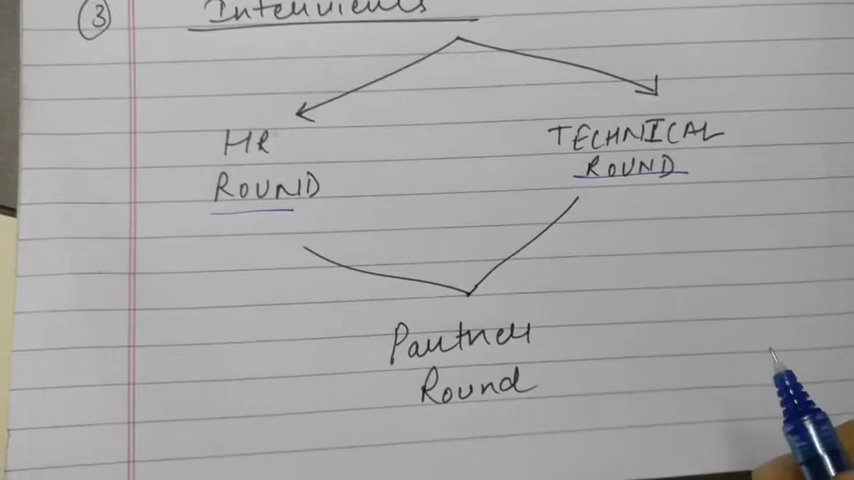 ③ Interviews
HR
ROUND
TECHNICAL
ROUND
Partner
Round